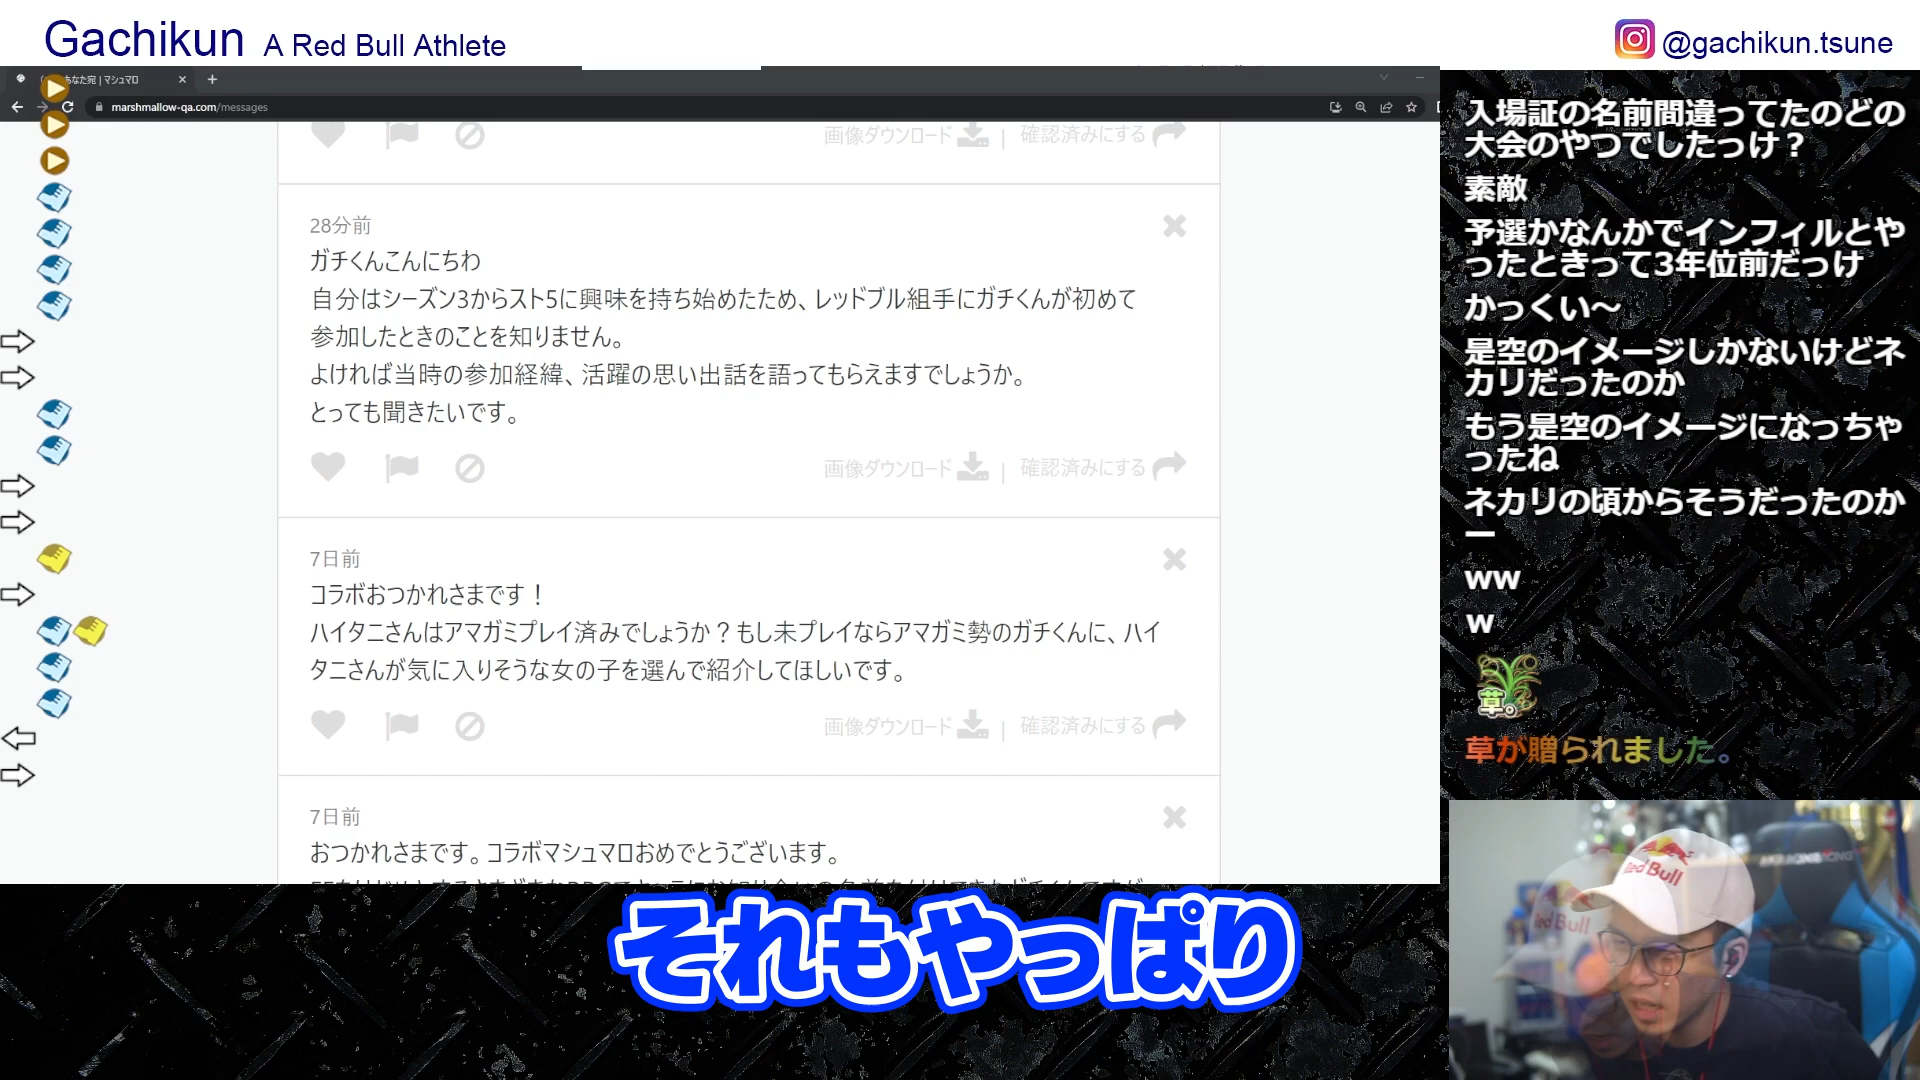 Gachikun A Red Bull Athlete
@gachikun.tsune
あなた宛 | マシュマロ
marshmallow-qa.com/messages
画像ダウンロード | 確認済みにする
28分前
ガチくんこんにちわ
自分はシーズン3からスト5に興味を持ち始めたため、レッドブル組手にガチくんが初めて
参加したときのことを知りません。
よければ当時の参加経緯、活躍の思い出話を語ってもらえますでしょうか。
とっても聞きたいです。
画像ダウンロード | 確認済みにする
7日前
コラボおつかれさまです！
ハイタニさんはアマガミプレイ済みでしょうか？もし未プレイならアマガミ勢のガチくんに、ハイ
タニさんが気に入りそうな女の子を選んで紹介してほしいです。
画像ダウンロード | 確認済みにする
7日前
おつかれさまです。コラボマシュマロおめでとうございます。
入場証の名前間違ってたのどの
大会のやつでしたっけ？
素敵
予選かなんかでインフィルとや
ったときって3年位前だっけ
かっくい～
是空のイメージしかないけどネ
カリだったのか
もう是空のイメージになっちゃ
ったね
ネカリの頃からそうだったのか
ー
ww
w
草。
草が贈られました。
Red Bull
Red Bull
それもやっぱり